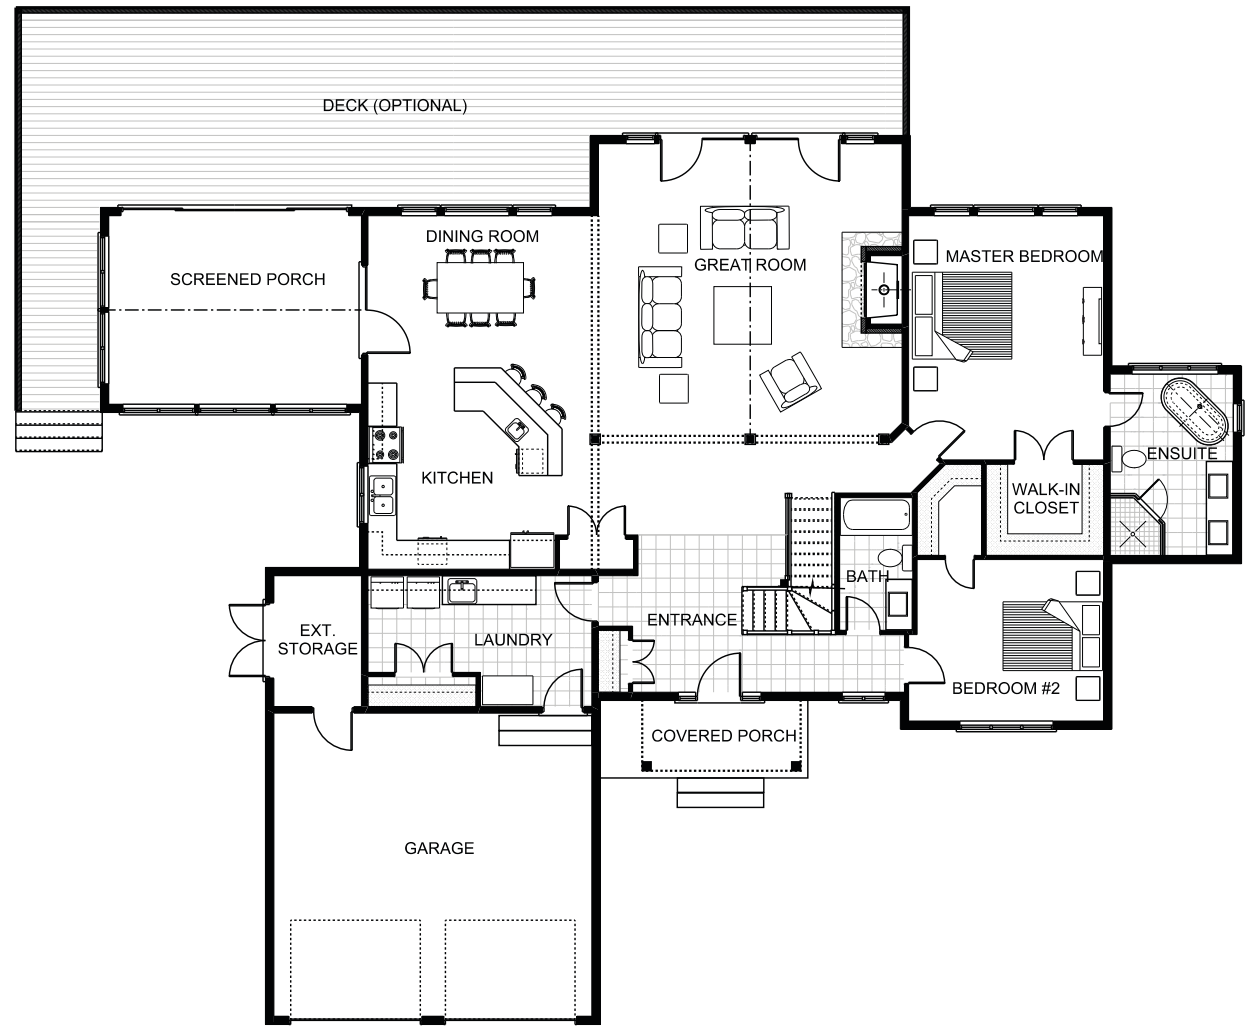 DECK (OPTIONAL)
DINING ROOM
MASTER BEDROOM
GREAT ROOM
SCREENED PORCH
ENSUITE
KITCHEN
WALK-IN
CLOSET
BATH
ENTRANCE
EXT.
STORAGE
LAUNDRY
BEDROOM #2
COVERED PORCH
GARAGE